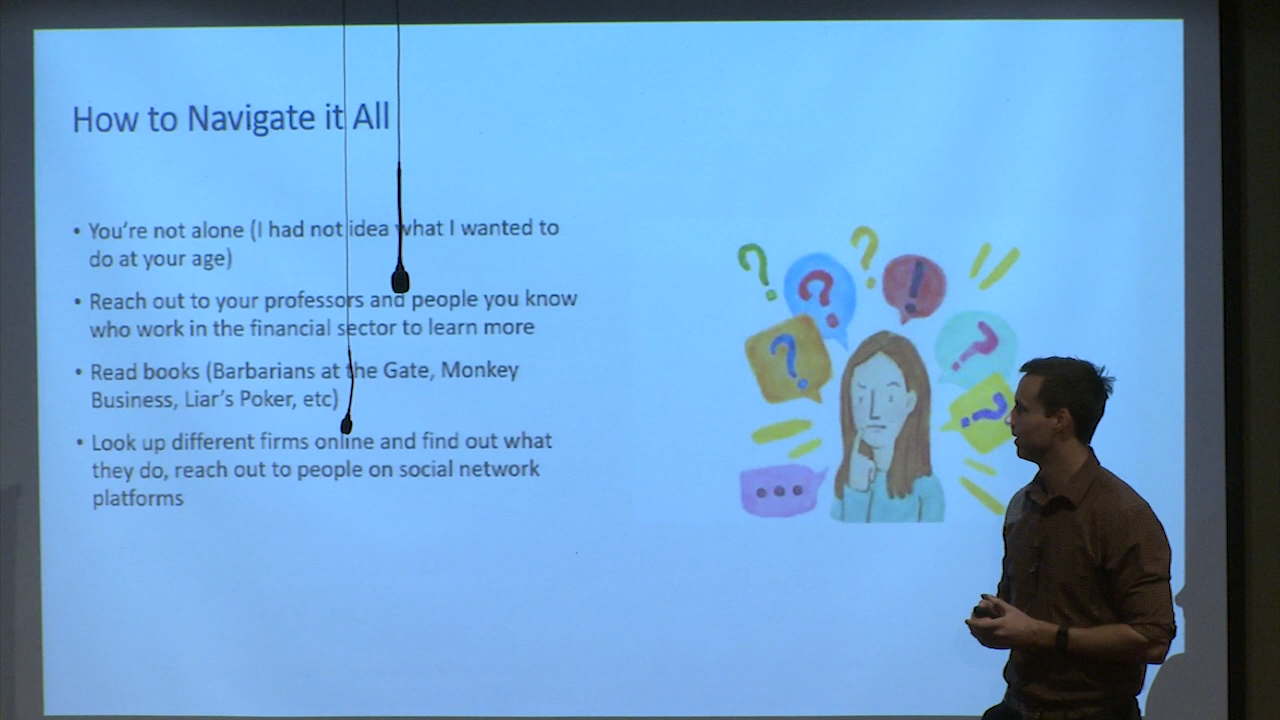 How to Navigate it All
• You're not alone (I had not idea what I wanted to
do at your age)
• Reach out to your professors and people you know
who work in the financial sector to learn more
• Read books (Barbarians at the Gate, Monkey
Business, Liar's Poker, etc)
• Look up different firms online and find out what
they do, reach out to people on social network
platforms
? ? ? ! ? ? ?